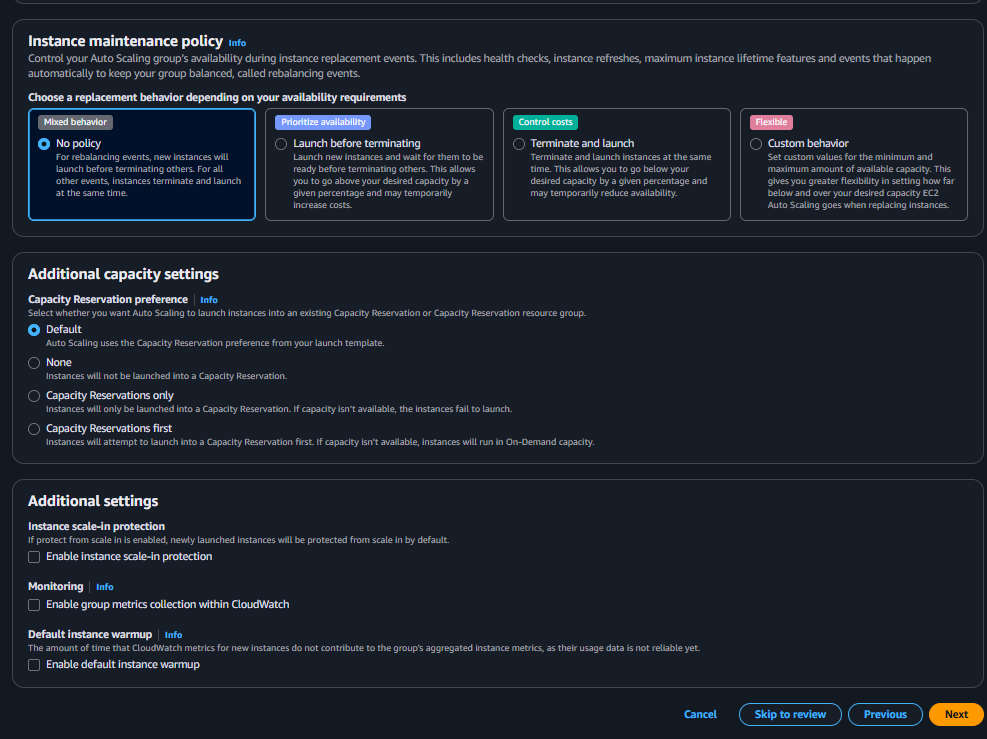 Instance maintenance policy Info
Control your Auto Scaling group's availability during instance replacement events. This includes health checks, instance refreshes, maximum instance lifetime features and events that happen
automatically to keep your group balanced, called rebalancing events.
Choose a replacement behavior depending on your availability requirements
Mixed behavior
No policy
For rebalancing events, new instances will
launch before terminating others. For all
other events, instances terminate and launch
at the same time.
Prioritize availability
Launch before terminating
Launch new instances and wait for them to be
ready before terminating others. This allows
you to go above your desired capacity by a
given percentage and may temporarily
increase costs.
Control costs
Terminate and launch
Terminate and launch instances at the same
time. This allows you to go below your
desired capacity by a given percentage and
may temporarily reduce availability.
Flexible
Custom behavior
Set custom values for the minimum and
maximum amount of available capacity. This
gives you greater flexibility in setting how far
below and over your desired capacity EC2
Auto Scaling goes when replacing instances.
Additional capacity settings
Capacity Reservation preference Info
Select whether you want Auto Scaling to launch instances into an existing Capacity Reservation or Capacity Reservation resource group.
Default
Auto Scaling uses the Capacity Reservation preference from your launch template.
None
Instances will not be launched into a Capacity Reservation.
Capacity Reservations only
Instances will only be launched into a Capacity Reservation. If capacity isn't available, the instances fail to launch.
Capacity Reservations first
Instances will attempt to launch into a Capacity Reservation first. If capacity isn't available, instances will run in On-Demand capacity.
Additional settings
Instance scale-in protection
If protect from scale in is enabled, newly launched instances will be protected from scale in by default.
Enable instance scale-in protection
Monitoring Info
Enable group metrics collection within CloudWatch
Default instance warmup Info
The amount of time that CloudWatch metrics for new instances do not contribute to the group's aggregated instance metrics, as their usage data is not reliable yet.
Enable default instance warmup
Cancel Skip to review Previous Next